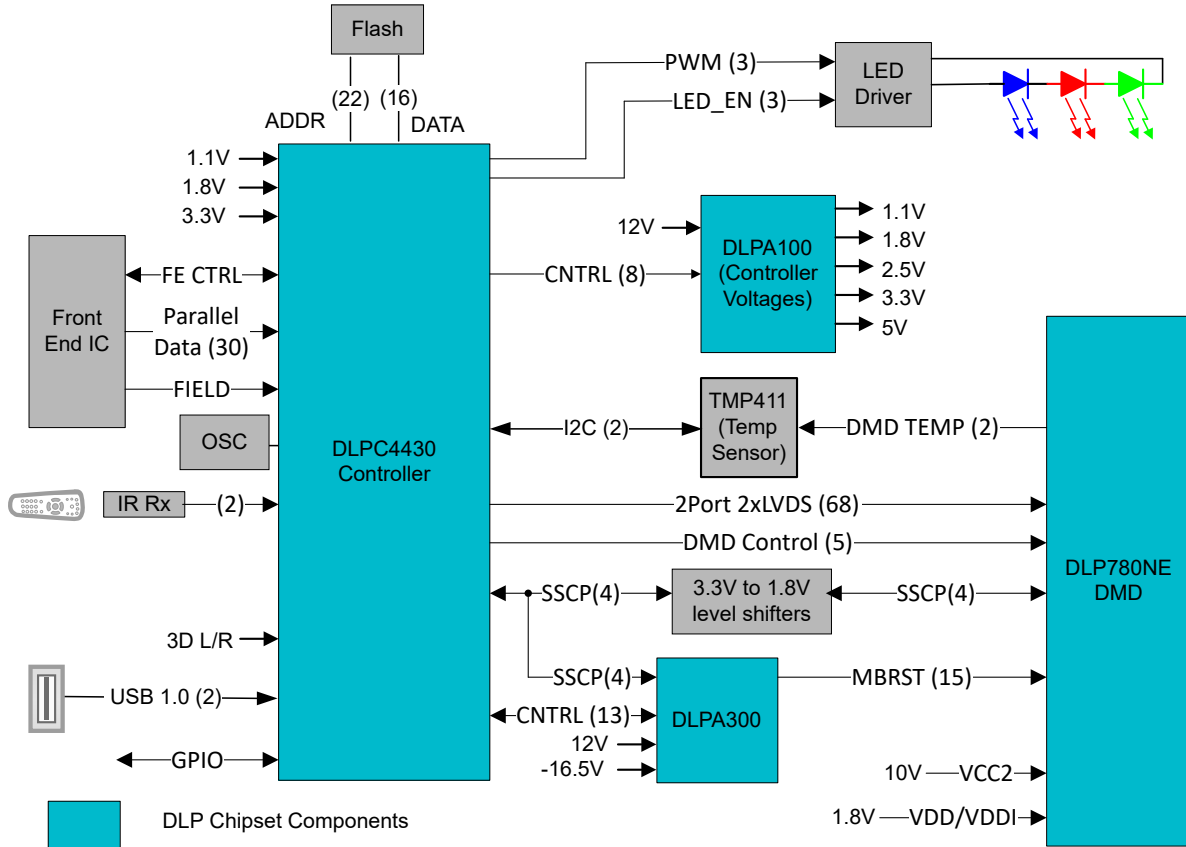 Flash
(22)
(16)
ADDR
DATA
PWM (3)
LED_EN (3)
LED
Driver
1.1V
1.8V
3.3V
12V
DLPA100
(Controller
Voltages)
1.1V
1.8V
2.5V
3.3V
5V
CNTRL (8)
Front
End IC
FE CTRL
Parallel
Data (30)
FIELD
OSC
DLPC4430
Controller
I2C (2)
TMP411
(Temp
Sensor)
DMD TEMP (2)
IR Rx
(2)
2Port 2xLVDS (68)
DMD Control (5)
DLP780NE
DMD
SSCP(4)
3.3V to 1.8V
level shifters
SSCP(4)
3D L/R
SSCP(4)
DLPA300
MBRST (15)
USB 1.0 (2)
CNTRL (13)
12V
-16.5V
GPIO
10V
VCC2
1.8V
VDD/VDDI
DLP Chipset Components